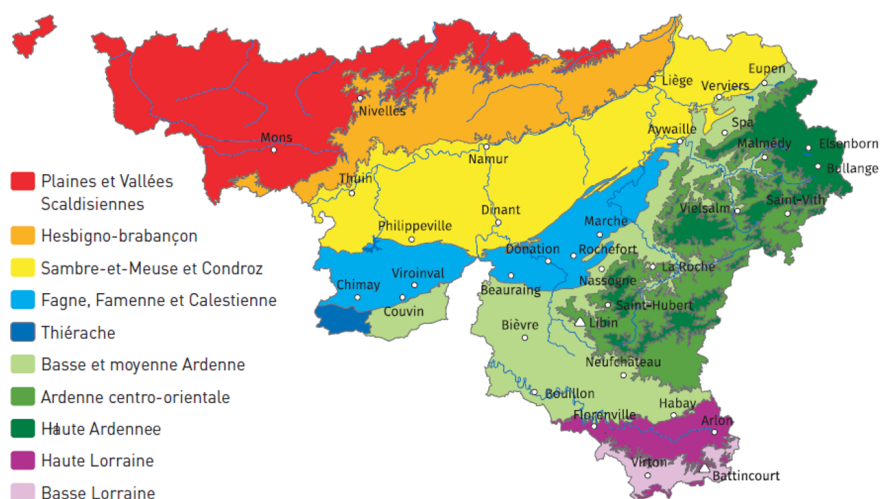 Eupen
Liège
Verviers
Nivelles
Spa
Aywaille
Mons
Malmédy
Elsenborn
Namur
Bullange
Plaines et Vallées
Scaldisiennes
Thuin
Vielsalm
Saint-Vith
Dinant
Marche
Philippeville
Hesbigno-brabançon
Donation
Rochefort
Sambre-et-Meuse et Condroz
Viroinval
La Roche
Nassogne
Chimay
Beauraing
Fagne, Famenne et Calestienne
Saint-Hubert
Couvin
Bièvre
Libin
Thiérache
Neufchâteau
Basse et moyenne Ardenne
Bouillon
Ardenne centro-orientale
Habay
Florenville
Arlon
Haute Ardennee
Haute Lorraine
Virton
Battincourt
Basse Lorraine